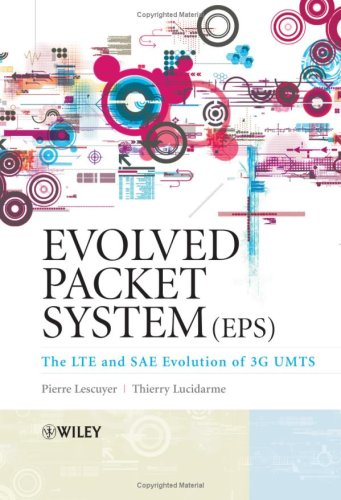 Copyrighted Material
EVOLVED
PACKET
SYSTEM (EPS)
The LTE and SAE Evolution of 3G UMTS
Pierre Lescuyer | Thierry Lucidarme
WILEY
Copyrighted Material